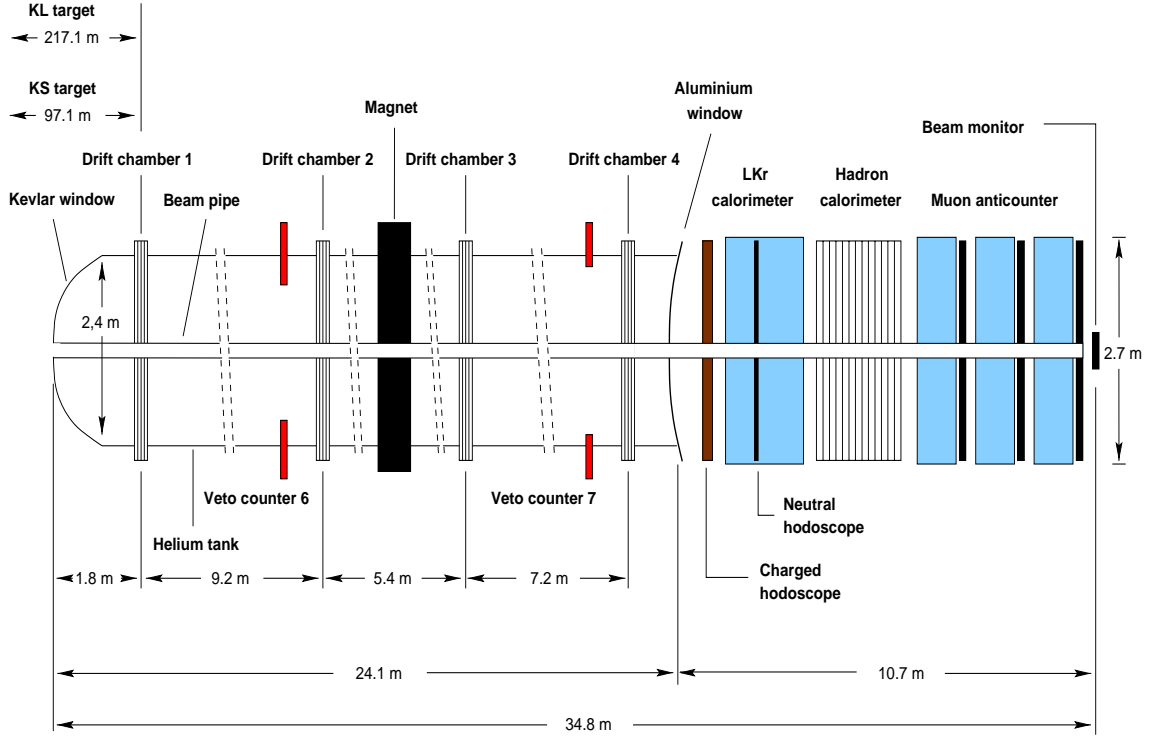 KL target
217.1 m
KS target
97.1 m
Magnet
Aluminium
window
Beam monitor
Drift chamber 1
Drift chamber 2
Drift chamber 3
Drift chamber 4
LKr
calorimeter
Hadron
calorimeter
Muon anticounter
Kevlar window
Beam pipe
2,4 m
2.7 m
Veto counter 6
Veto counter 7
Neutral
hodoscope
Helium tank
Charged
hodoscope
1.8 m
9.2 m
5.4 m
7.2 m
24.1 m
10.7 m
34.8 m